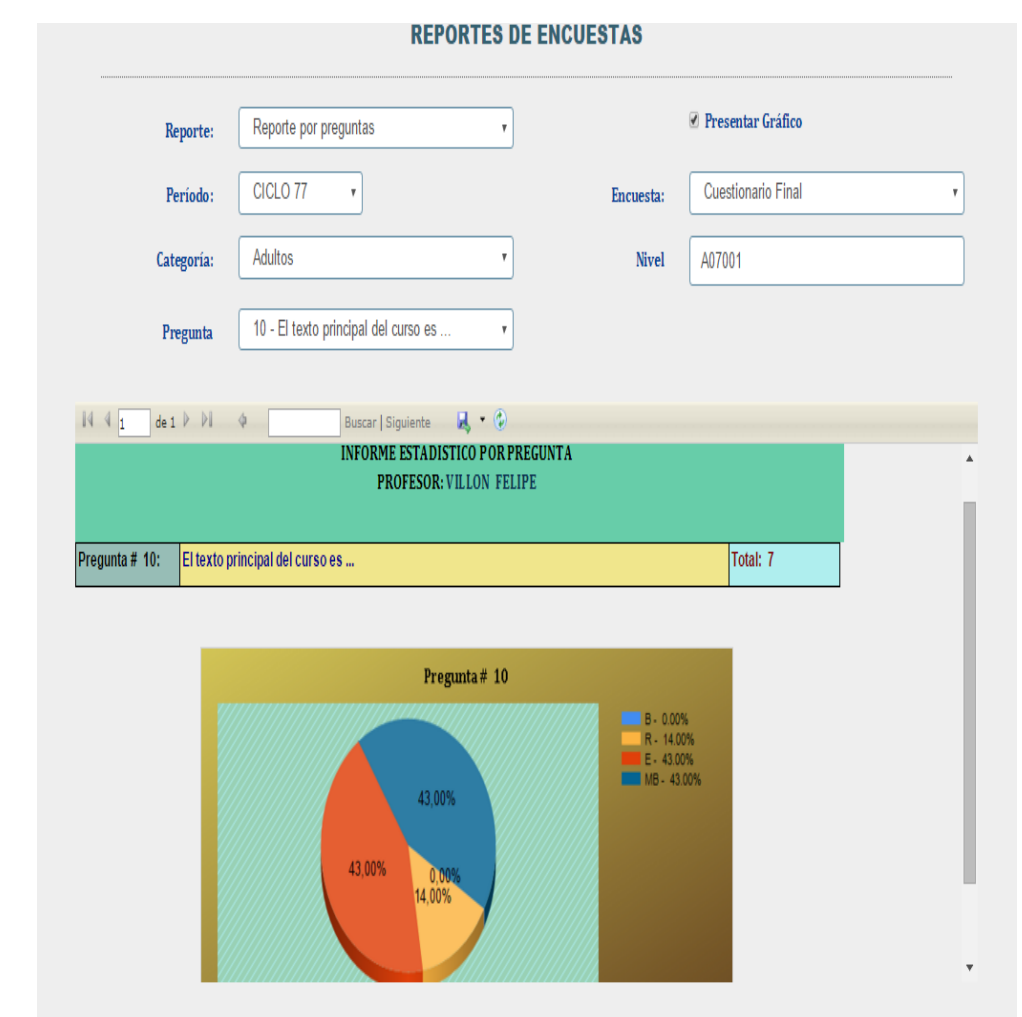 REPORTES DE ENCUESTAS
Reporte: Reporte por preguntas
Presentar Gráfico
Período: CICLO 77
Encuesta: Cuestionario Final
Categoría: Adultos
Nivel A07001
Pregunta 10 - El texto principal del curso es ...
1 de 1 Buscar | Siguiente
INFORME ESTADISTICO POR PREGUNTA
PROFESOR: VILLON FELIPE
Pregunta # 10: El texto principal del curso es ... Total: 7
Pregunta # 10
B - 0.00%
R - 14.00%
E - 43.00%
MB - 43.00%
43,00%
43,00%
0,00%
14,00%